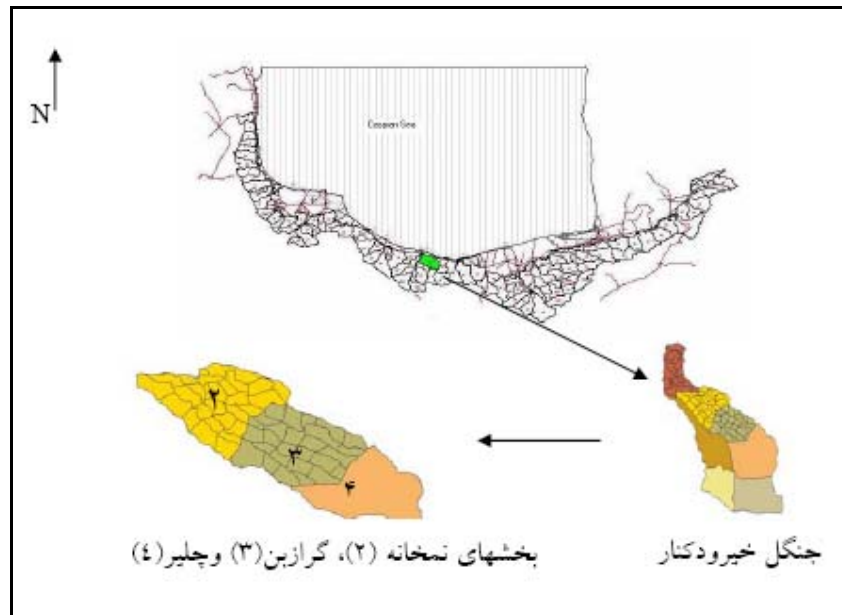 N
Caspian Sea
۲
۳
۴
جنگل خیرودکنار
بخشهای نمخانه (۲)، گرازبن(۳) وچلیر(٤)